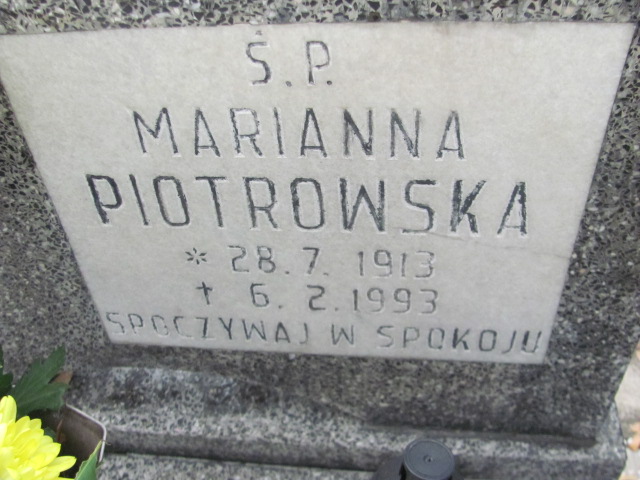 Ś.P.
MARIANNA
PIOTROWSKA
* 28.7.1913
† 6.2.1993
SPOCZYWAJ W SPOKOJU